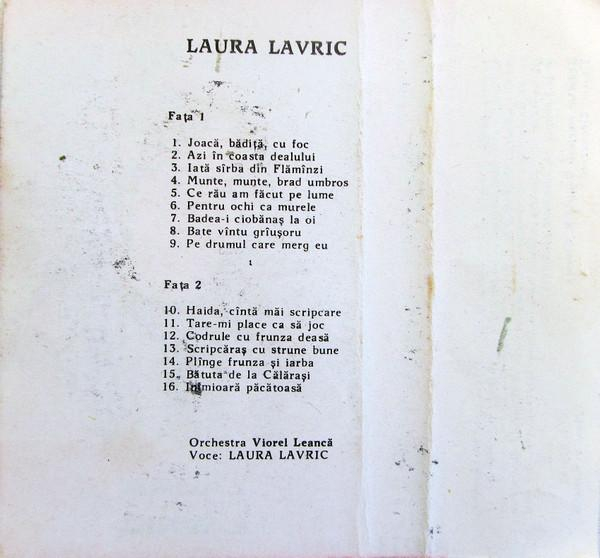 LAURA LAVRIC
Fața 1
1. Joacă, bădiță, cu foc
2. Azi în coasta dealului
3. Iată sîrba din Flămînzi
4. Munte, munte, brad umbros
5. Ce rău am făcut pe lume
6. Pentru ochi ca murele
7. Badea-i ciobănaș la oi
8. Bate vîntu grîușoru
9. Pe drumul care merg eu
Fața 2
10. Haida, cîntă măi scripcare
11. Tare-mi place ca să joc
12. Codrule cu frunza deasă
13. Scripcăraș cu strune bune
14. Plînge frunza și iarba
15. Bătuta de la Călărași
16. Inimioară păcătoasă
Orchestra Viorel Leancă
Voce: LAURA LAVRIC